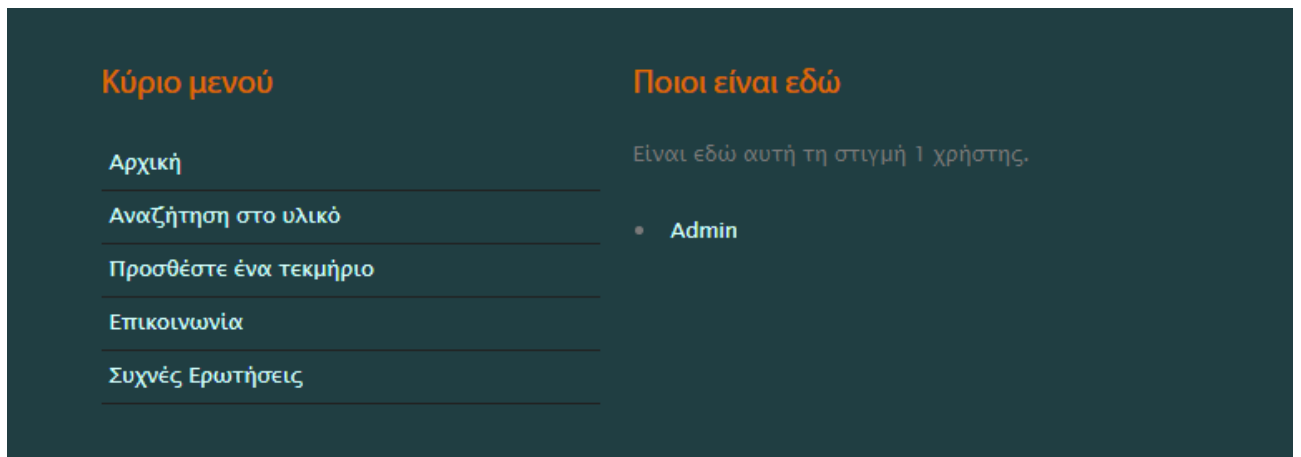 Κύριο μενού
Αρχική
Αναζήτηση στο υλικό
Προσθέστε ένα τεκμήριο
Επικοινωνία
Συχνές Ερωτήσεις
Ποιοι είναι εδώ
Είναι εδώ αυτή τη στιγμή 1 χρήστης.
Admin